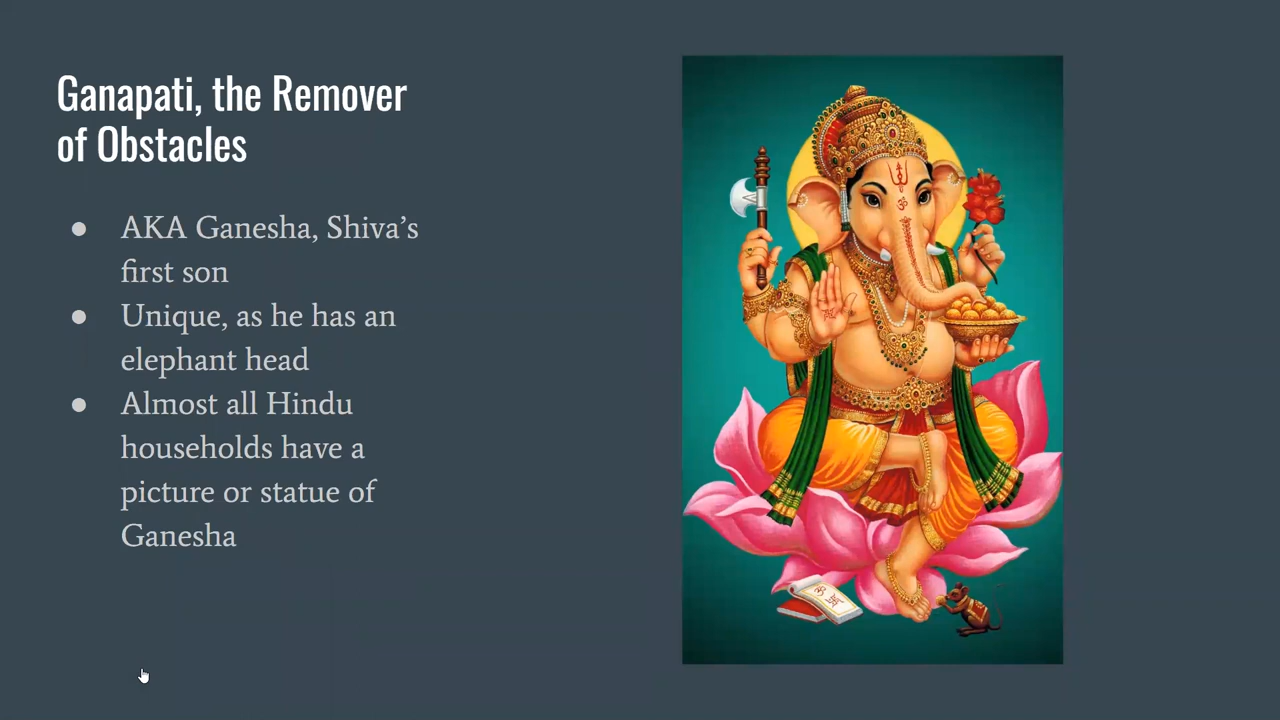 Ganapati, the Remover
of Obstacles
● AKA Ganesha, Shiva’s
first son
● Unique, as he has an
elephant head
● Almost all Hindu
households have a
picture or statue of
Ganesha
ॐ
ॐ
卐